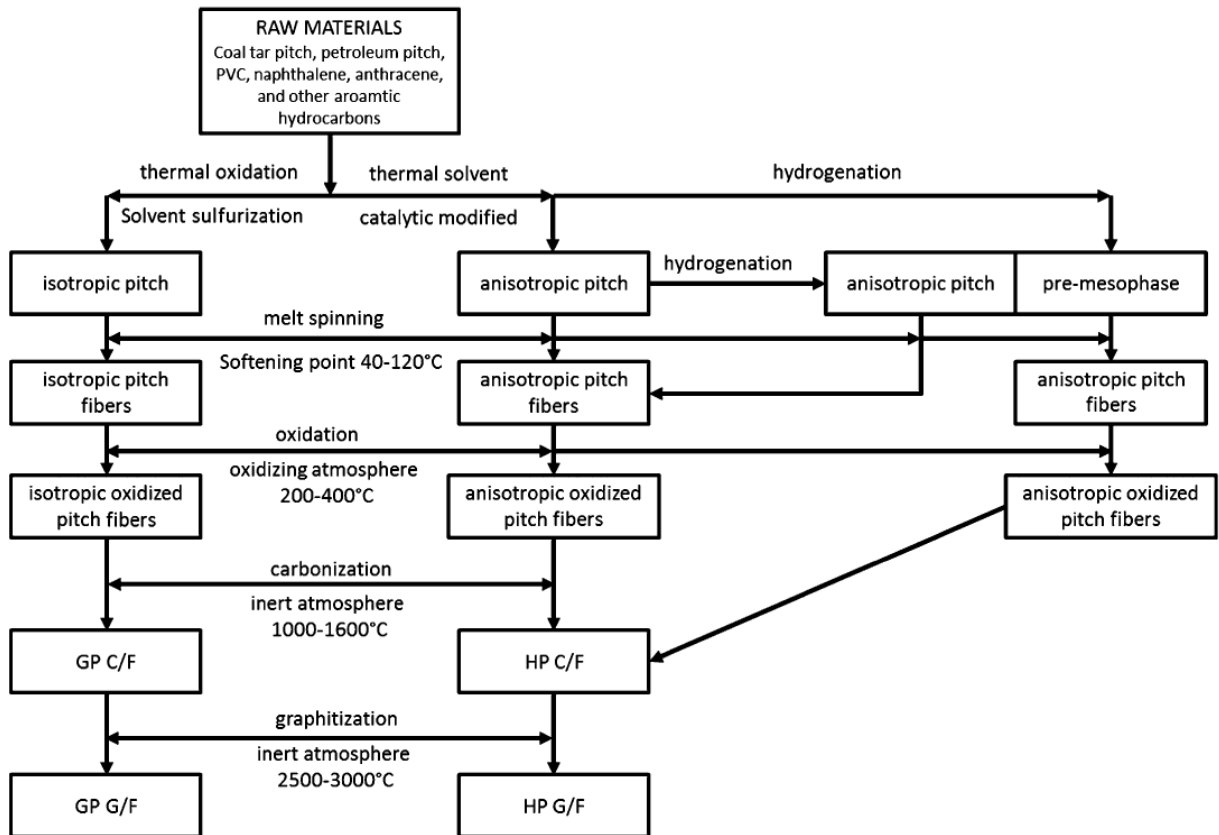 RAW MATERIALS
Coal tar pitch, petroleum pitch,
PVC, naphthalene, anthracene,
and other aroamtic
hydrocarbons
thermal oxidation
thermal solvent
hydrogenation
Solvent sulfurization
catalytic modified
isotropic pitch
anisotropic pitch
hydrogenation
anisotropic pitch
pre-mesophase
melt spinning
Softening point 40-120°C
isotropic pitch
fibers
anisotropic pitch
fibers
anisotropic pitch
fibers
oxidation
oxidizing atmosphere
200-400°C
isotropic oxidized
pitch fibers
anisotropic oxidized
pitch fibers
anisotropic oxidized
pitch fibers
carbonization
inert atmosphere
1000-1600°C
GP C/F
HP C/F
graphitization
inert atmosphere
2500-3000°C
GP G/F
HP G/F